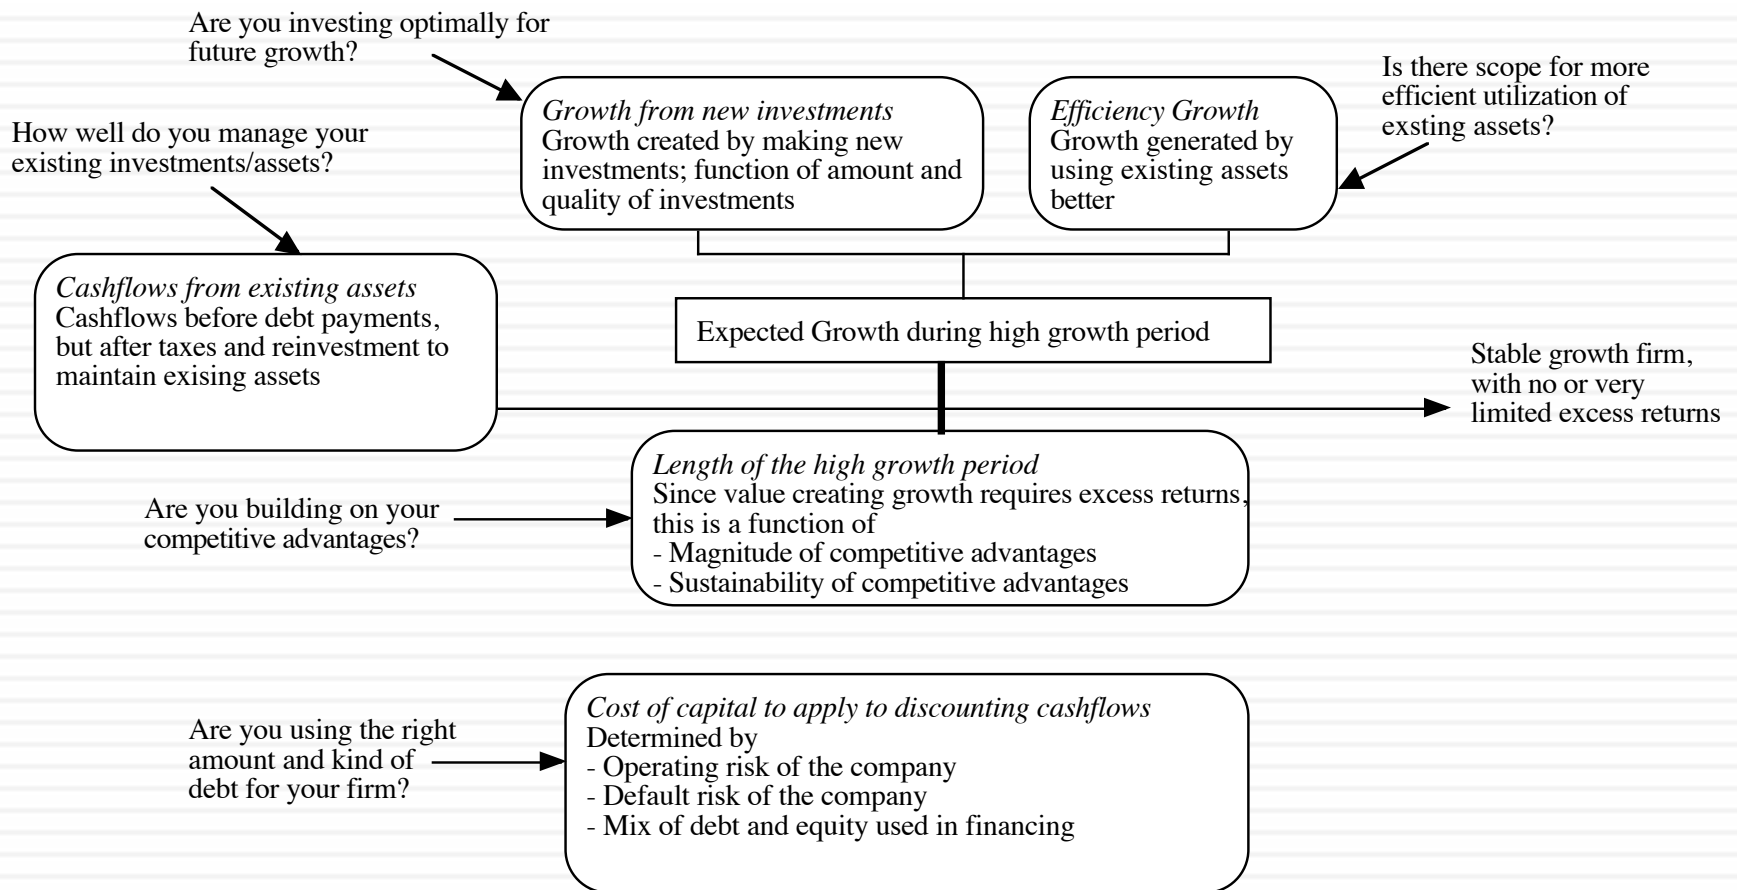 Are you investing optimally for
future growth?
Growth from new investments
Growth created by making new
investments; function of amount and
quality of investments
Efficiency Growth
Growth generated by
using existing assets
better
Is there scope for more
efficient utilization of
exsting assets?
How well do you manage your
existing investments/assets?
Cashflows from existing assets
Cashflows before debt payments,
but after taxes and reinvestment to
maintain exising assets
Expected Growth during high growth period
Stable growth firm,
with no or very
limited excess returns
Length of the high growth period
Since value creating growth requires excess returns,
this is a function of
- Magnitude of competitive advantages
- Sustainability of competitive advantages
Are you building on your
competitive advantages?
Cost of capital to apply to discounting cashflows
Determined by
- Operating risk of the company
- Default risk of the company
- Mix of debt and equity used in financing
Are you using the right
amount and kind of
debt for your firm?